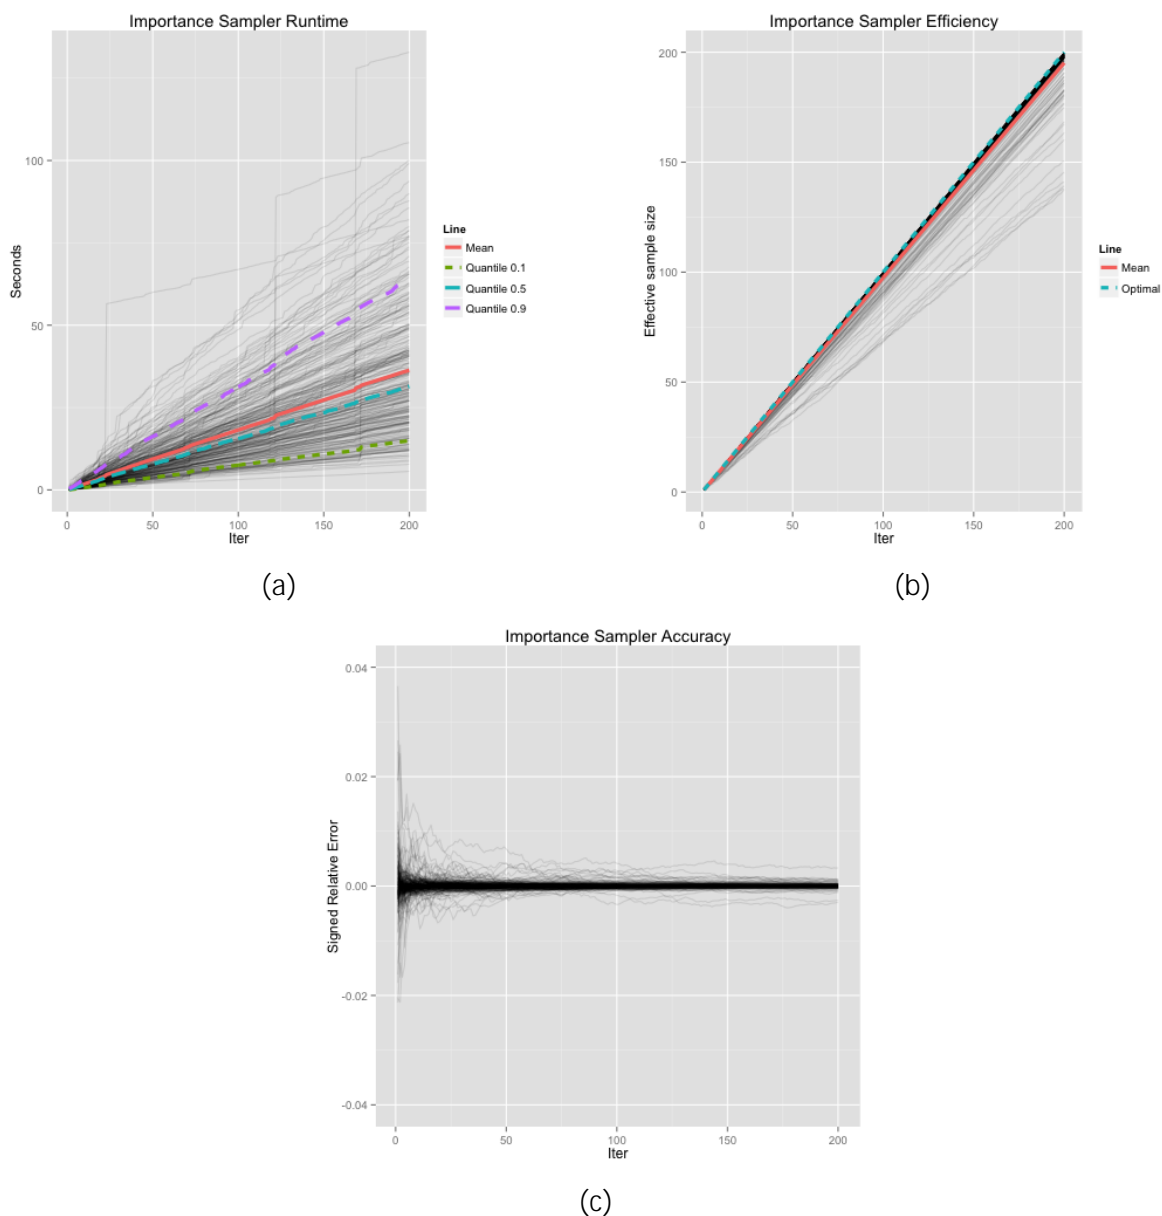 Importance Sampler Runtime
Seconds
100
50
0
0 50 100 150 200
Iter
Line
Mean
Quantile 0.1
Quantile 0.5
Quantile 0.9
(a)
Importance Sampler Efficiency
Effective sample size
200
150
100
50
0
0 50 100 150 200
Iter
Line
Mean
Optimal
(b)
Importance Sampler Accuracy
Signed Relative Error
0.04
0.02
0.00
-0.02
-0.04
0 50 100 150 200
Iter
(c)